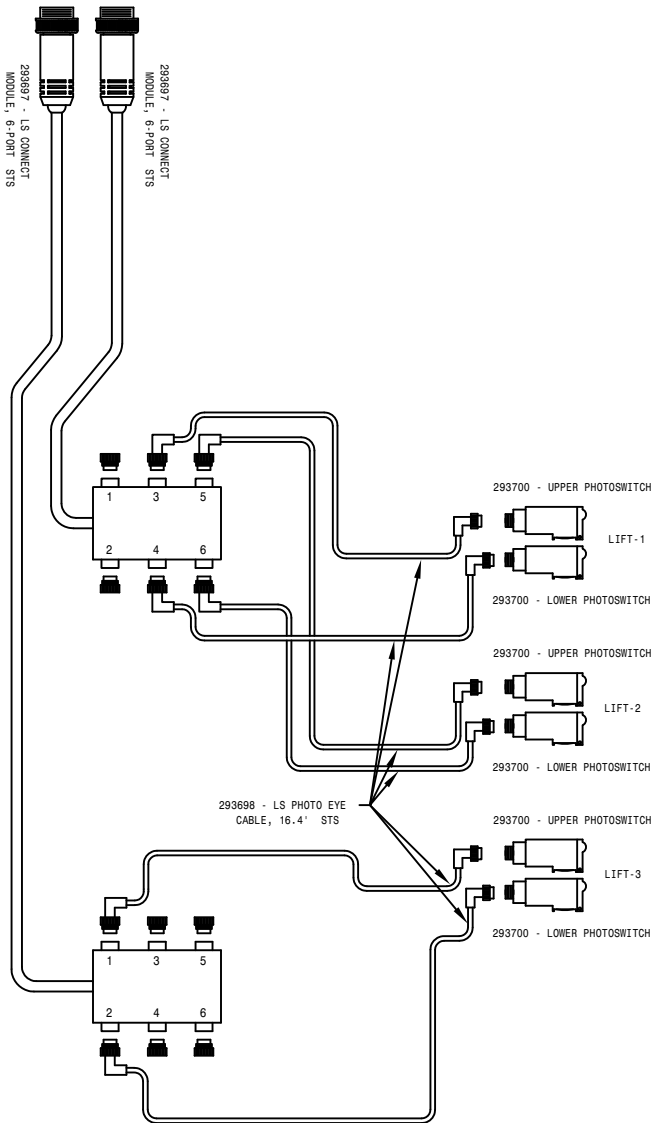 293697 - LS CONNECT
MODULE, 6-PORT STS
293697 - LS CONNECT
MODULE, 6-PORT STS
1 3 5
2 4 6
293700 - UPPER PHOTOSWITCH
LIFT-1
293700 - LOWER PHOTOSWITCH
293700 - UPPER PHOTOSWITCH
LIFT-2
293700 - LOWER PHOTOSWITCH
293698 - LS PHOTO EYE
CABLE, 16.4' STS
293700 - UPPER PHOTOSWITCH
LIFT-3
293700 - LOWER PHOTOSWITCH
1 3 5
2 4 6